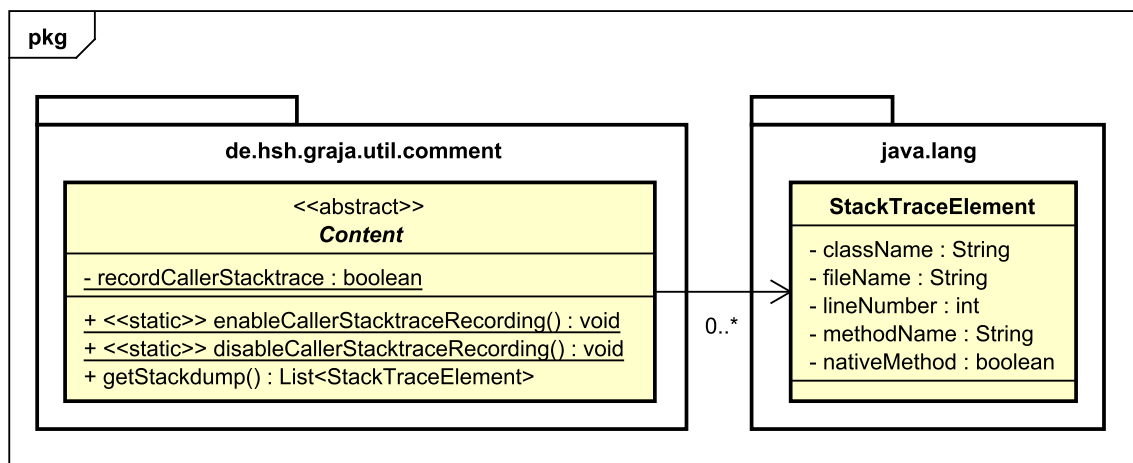 pkg
de.hsh.graja.util.comment
<<abstract>>
Content
- recordCallerStacktrace : boolean
+ <<static>> enableCallerStacktraceRecording() : void
+ <<static>> disableCallerStacktraceRecording() : void
+ getStackdump() : List<StackTraceElement>
0..*
java.lang
StackTraceElement
- className : String
- fileName : String
- lineNumber : int
- methodName : String
- nativeMethod : boolean